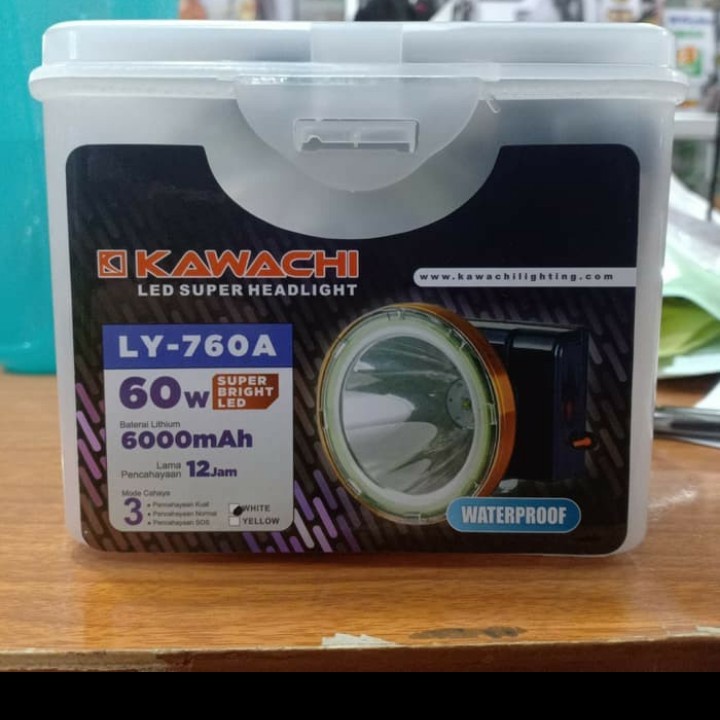 KAWACHI
LED SUPER HEADLIGHT
www.kawachilighting.com
LY-760A
60W
SUPER
BRIGHT
LED
Baterai Lithium
6000mAh
Lama
Pencahayaan 12Jam
Mode Cahaya
3
• Pencahayaan Kuat
• Pencahayaan Normal
• Pencahayaan SOS
WHITE
YELLOW
WATERPROOF